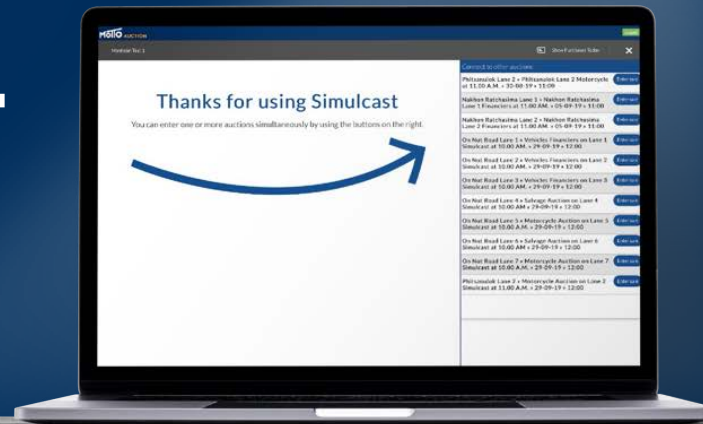 MOTTO AUCTION
Thanks for using Simulcast
You can enter one or more auctions simultaneously by using the buttons on the right.
Connect to other auctions
Phitsanulok Lane 2 • Phitsanulok Lane 2 Motorcycle
at 11.00 A.M. • 30-08-19 • 11:00
Nakhon Ratchasima Lane 1 • Nakhon Ratchasima
Lane 1 Financiers at 11.00 AM. • 05-09-19 • 11:00
Nakhon Ratchasima Lane 2 • Nakhon Ratchasima
Lane 2 Financiers at 11.00 AM. • 05-09-19 • 11:00
On Nut Road Lane 1 • Vehicles Financiers on Lane 1
Simulcast at 10.00 AM. • 29-09-19 • 12:00
On Nut Road Lane 2 • Vehicles Financiers on Lane 2
Simulcast at 10.00 AM. • 29-09-19 • 12:00
On Nut Road Lane 3 • Vehicles Financiers on Lane 3
Simulcast at 10.00 AM. • 29-09-19 • 12:00
On Nut Road Lane 4 • Salvage Auction on Lane 4
Simulcast at 10.00 AM • 29-09-19 • 12:00
On Nut Road Lane 5 • Motorcycle Auction on Lane 5
Simulcast at 10.00 A.M. • 29-09-19 • 12:00
On Nut Road Lane 6 • Salvage Auction on Lane 6
Simulcast at 10.00 AM • 29-09-19 • 12:00
On Nut Road Lane 7 • Motorcycle Auction on Lane 7
Simulcast at 10.00 A.M. • 29-09-19 • 12:00
Phitsanulok Lane 2 • Motorcycle Auction on Lane 2
Simulcast at 11.00 A.M. • 29-09-19 • 12:00